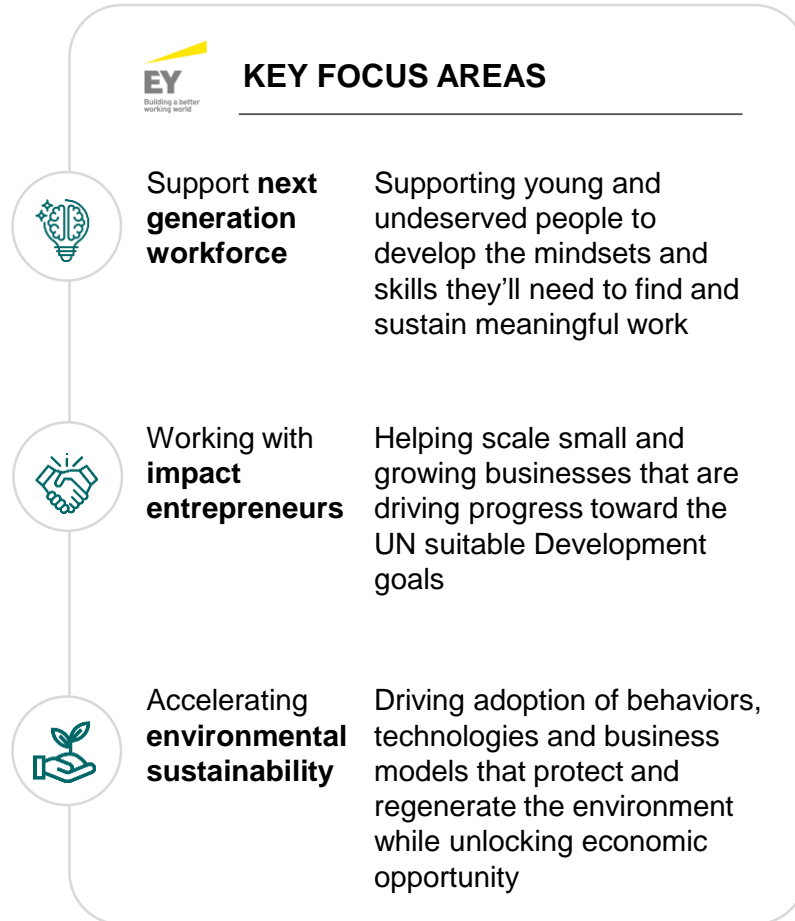 EY
Building a better
working world
KEY FOCUS AREAS
Support next
generation
workforce
Supporting young and
undeserved people to
develop the mindsets and
skills they’ll need to find and
sustain meaningful work
Working with
impact
entrepreneurs
Helping scale small and
growing businesses that are
driving progress toward the
UN suitable Development
goals
Accelerating
environmental
sustainability
Driving adoption of behaviors,
technologies and business
models that protect and
regenerate the environment
while unlocking economic
opportunity